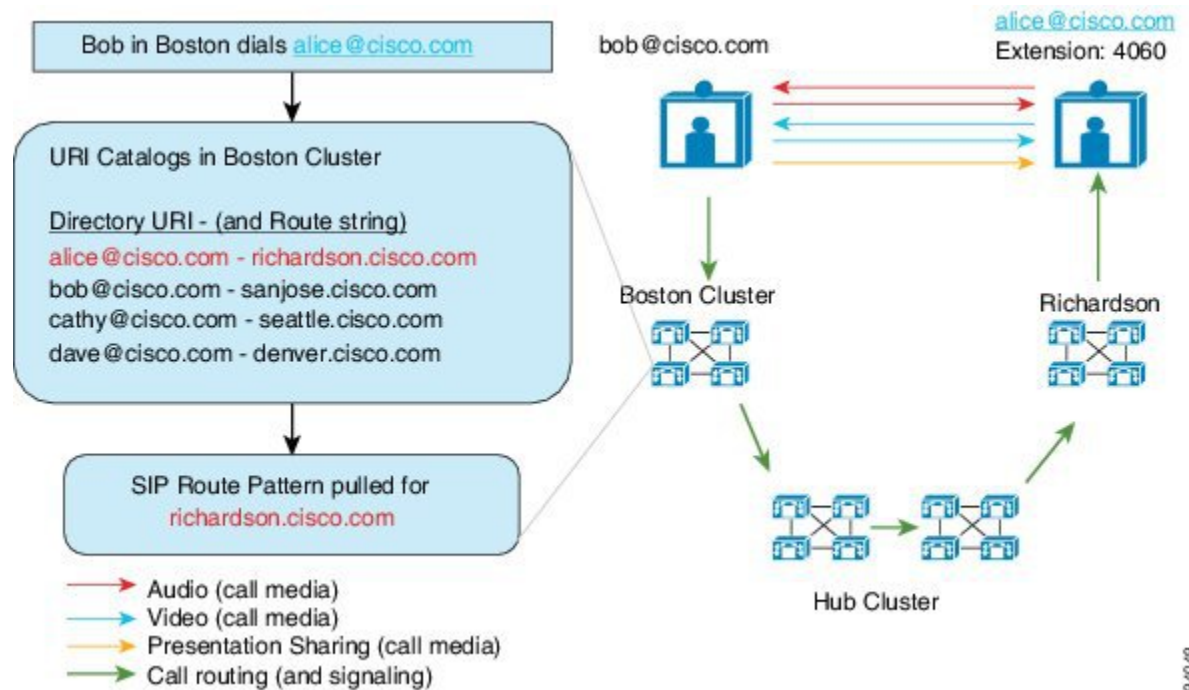 Bob in Boston dials alice@cisco.com
URI Catalogs in Boston Cluster
Directory URI - (and Route string)
alice@cisco.com - richardson.cisco.com
bob@cisco.com - sanjose.cisco.com
cathy@cisco.com - seattle.cisco.com
dave@cisco.com - denver.cisco.com
SIP Route Pattern pulled for
richardson.cisco.com
Audio (call media)
Video (call media)
Presentation Sharing (call media)
Call routing (and signaling)
bob@cisco.com
alice@cisco.com
Extension: 4060
Boston Cluster
Richardson
Hub Cluster